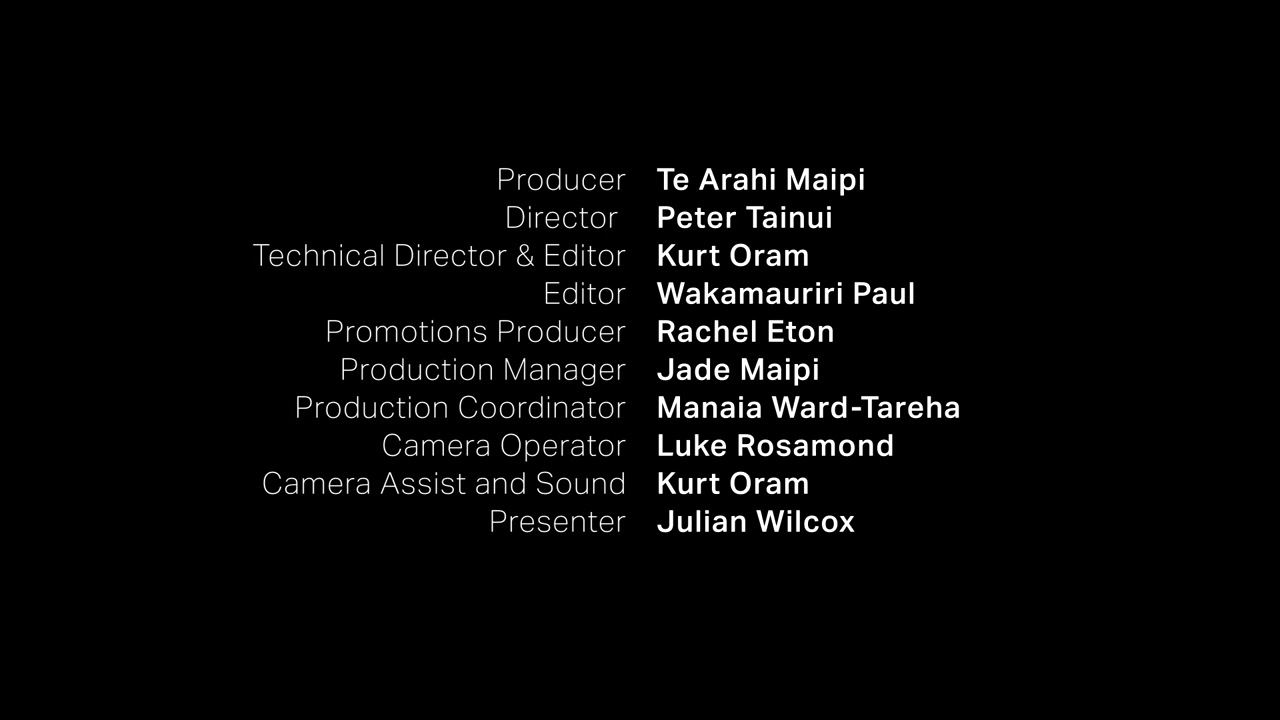 Producer Te Arahi Maipi
Director Peter Tainui
Technical Director & Editor Kurt Oram
Editor Wakamauriri Paul
Promotions Producer Rachel Eton
Production Manager Jade Maipi
Production Coordinator Manaia Ward-Tareha
Camera Operator Luke Rosamond
Camera Assist and Sound Kurt Oram
Presenter Julian Wilcox